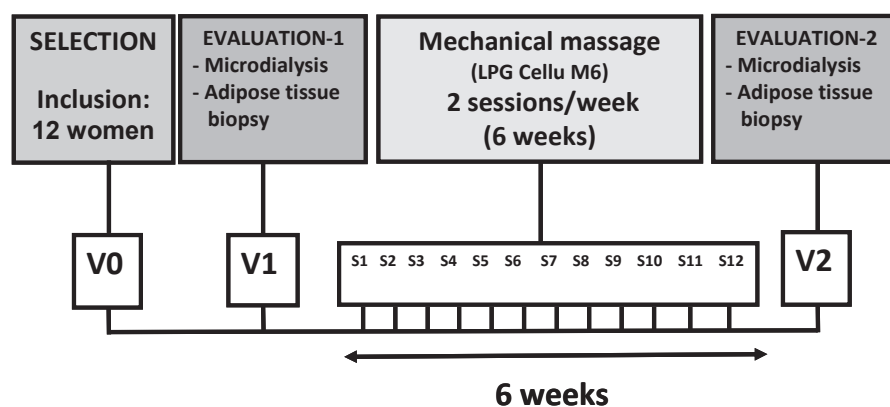 SELECTION
Inclusion:
12 women
EVALUATION-1
- Microdialysis
- Adipose tissue
biopsy
Mechanical massage
(LPG Cellu M6)
2 sessions/week
(6 weeks)
EVALUATION-2
- Microdialysis
- Adipose tissue
biopsy
V0
V1
S1 S2 S3 S4 S5 S6 S7 S8 S9 S10 S11 S12
V2
6 weeks